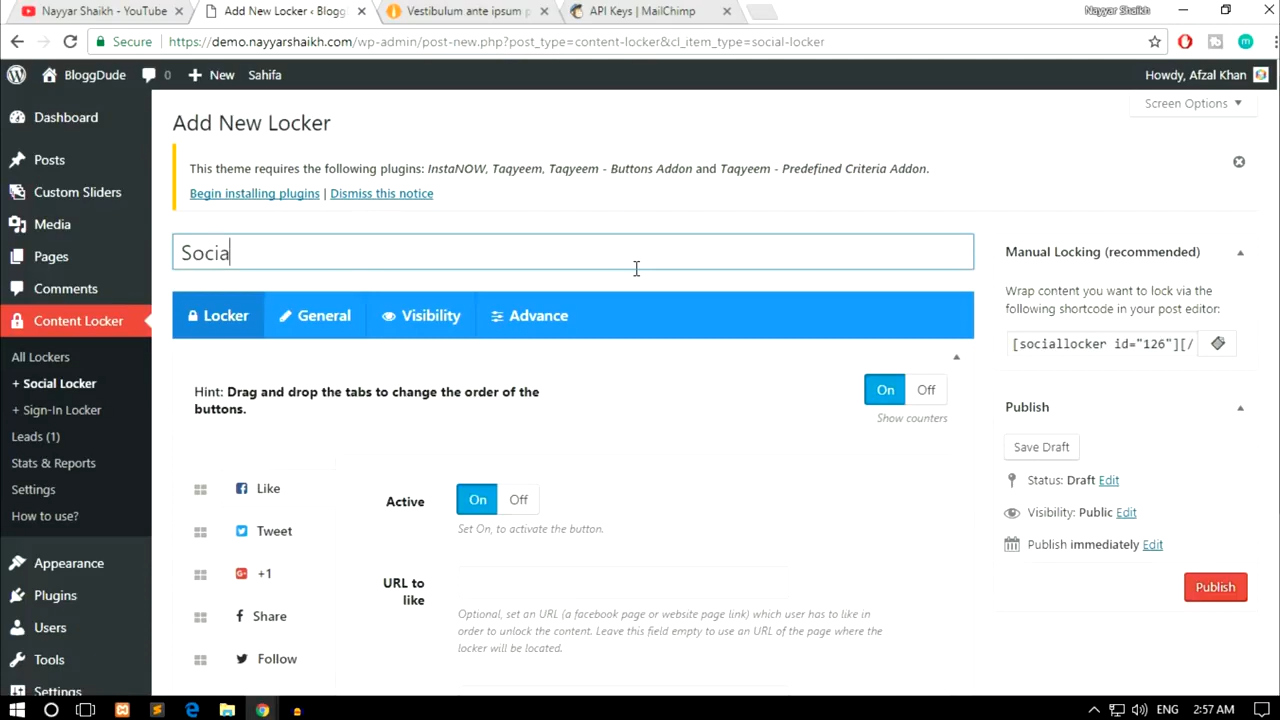 Nayyar Shaikh - YouTube
Add New Locker ‹ Blogg
Vestibulum ante ipsum p
API Keys | MailChimp
Nayyar Shaikh
Secure
https://demo.nayyarshaikh.com/wp-admin/post-new.php?post_type=content-locker&cl_item_type=social-locker
BloggDude
0
New
Sahifa
Howdy, Afzal Khan
Dashboard
Posts
Custom Sliders
Media
Pages
Comments
Content Locker
All Lockers
+ Social Locker
+ Sign-In Locker
Leads (1)
Stats & Reports
Settings
How to use?
Appearance
Plugins
Users
Tools
Settings
Screen Options
Add New Locker
This theme requires the following plugins: InstaNOW, Taqyeem, Taqyeem - Buttons Addon and Taqyeem - Predefined Criteria Addon.
Begin installing plugins | Dismiss this notice
Socia
Locker
General
Visibility
Advance
Hint: Drag and drop the tabs to change the order of the
buttons.
On
Off
Show counters
Like
Tweet
+1
Share
Follow
Active
On
Off
Set On, to activate the button.
URL to
like
Optional, set an URL (a facebook page or website page link) which user has to like in
order to unlock the content. Leave this field empty to use an URL of the page where the
locker will be located.
Manual Locking (recommended)
Wrap content you want to lock via the
following shortcode in your post editor:
[sociallocker id="126"][/
Publish
Save Draft
Status: Draft Edit
Visibility: Public Edit
Publish immediately Edit
Publish
ENG
2:57 AM